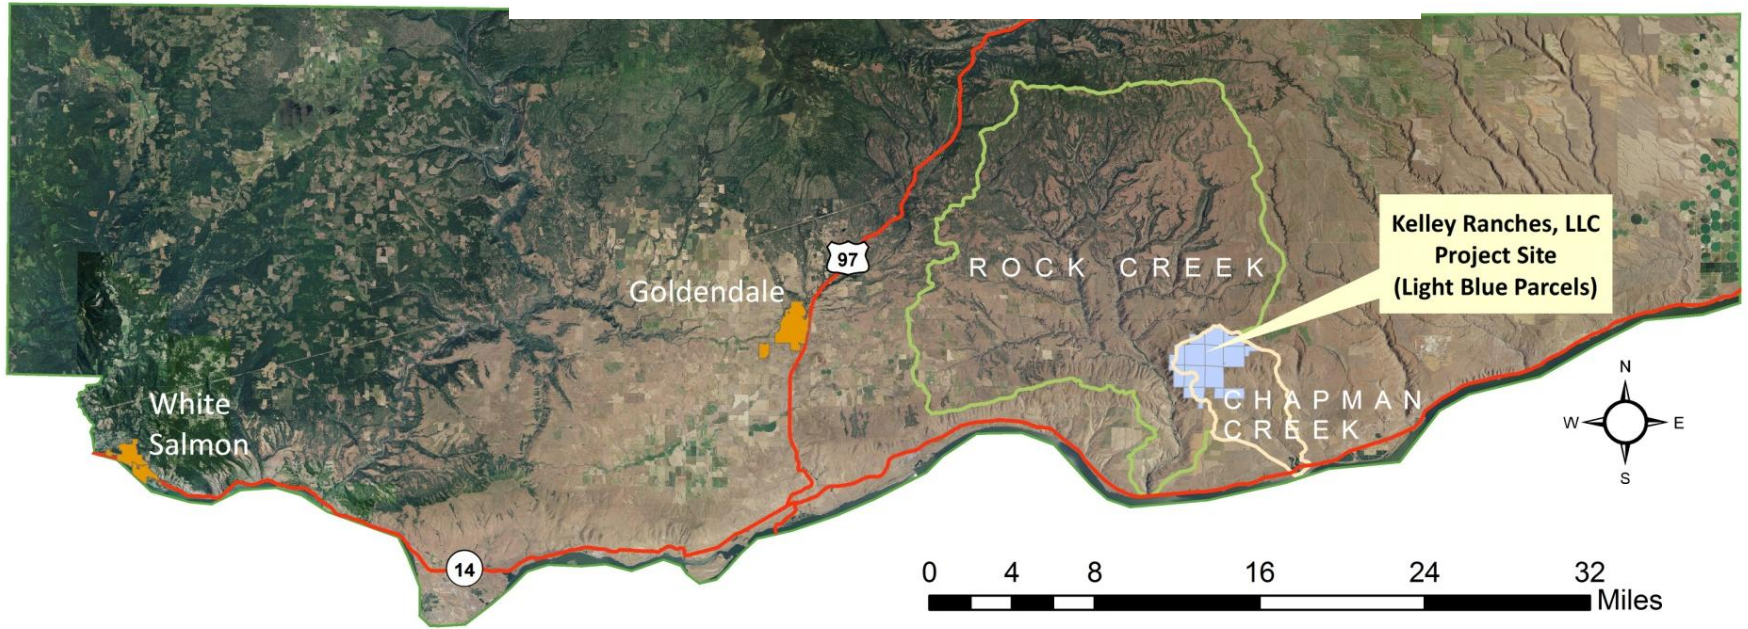 Kelley Ranches, LLC
Project Site
(Light Blue Parcels)
97
ROCK CREEK
Goldendale
White
Salmon
CHAPMAN
CREEK
N
W E
S
14
0 4 8 16 24 32
Miles